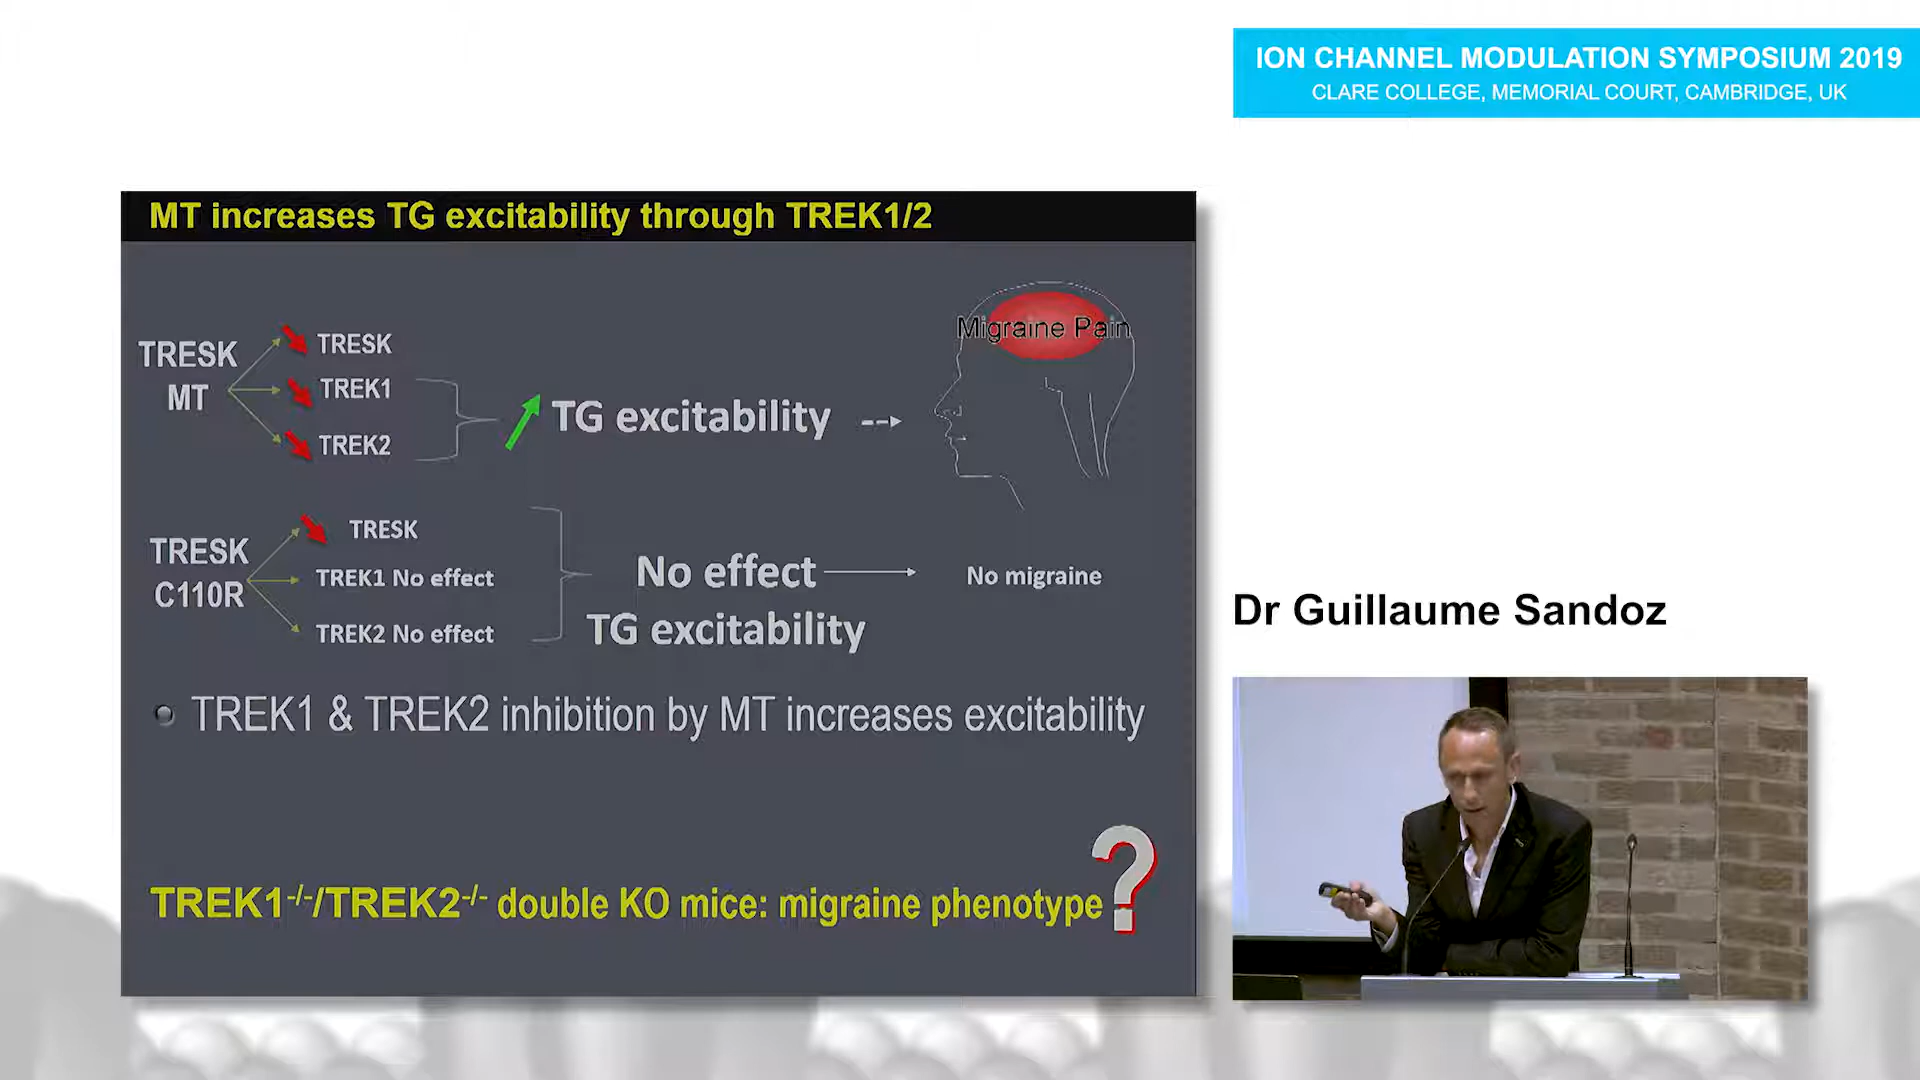 ION CHANNEL MODULATION SYMPOSIUM 2019
CLARE COLLEGE, MEMORIAL COURT, CAMBRIDGE, UK
MT increases TG excitability through TREK1/2
TRESK
MT
TRESK
TREK1
TREK2
TG excitability
Migraine Pain
TRESK
C110R
TRESK
TREK1 No effect
TREK2 No effect
No effect
TG excitability
No migraine
TREK1 & TREK2 inhibition by MT increases excitability
TREK1-/-/TREK2-/- double KO mice: migraine phenotype?
Dr Guillaume Sandoz